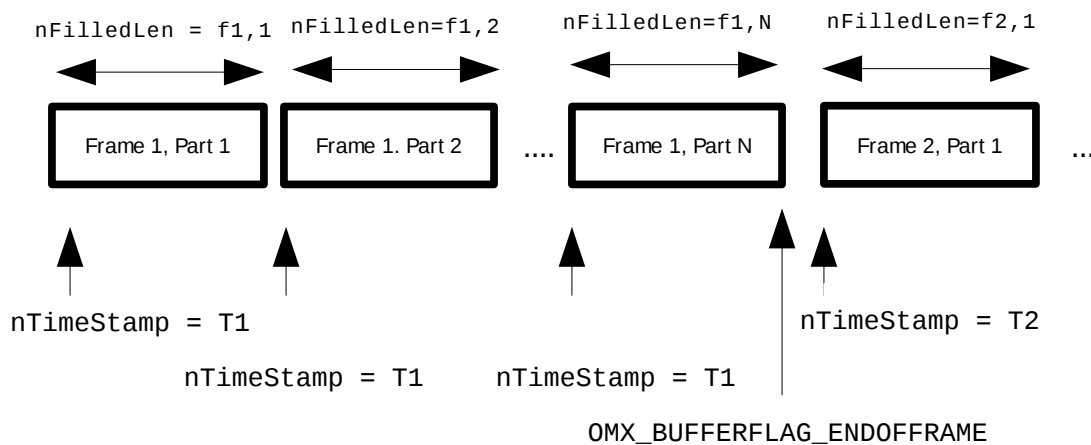 nFilledLen = f1,1
nFilledLen=f1,2
nFilledLen=f1,N
nFilledLen=f2,1
Frame 1, Part 1
Frame 1. Part 2
....
Frame 1, Part N
Frame 2, Part 1
...
nTimeStamp = T1
nTimeStamp = T2
nTimeStamp = T1
nTimeStamp = T1
OMX_BUFFERFLAG_ENDOFFRAME